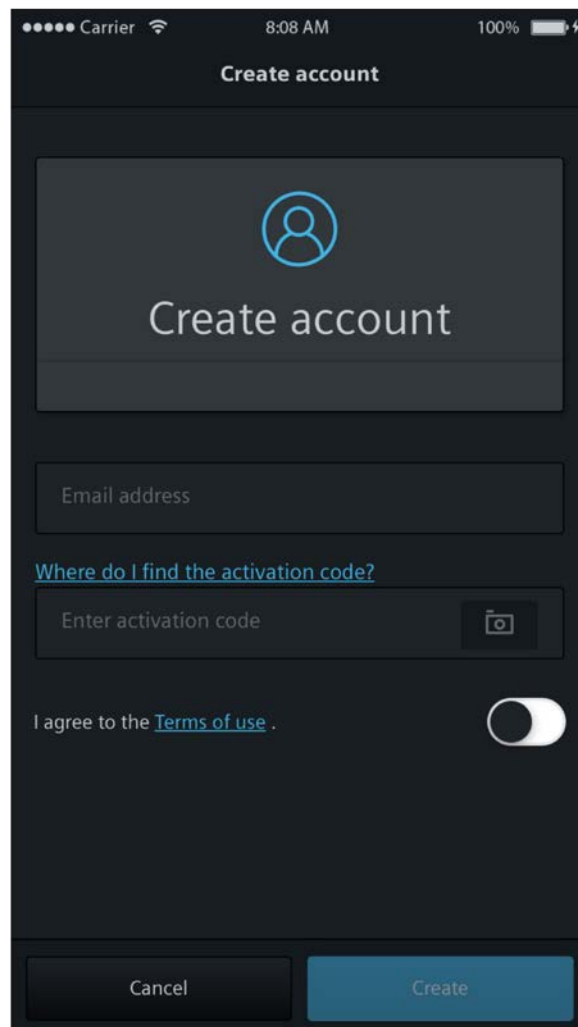 Carrier 8:08 AM 100%
Create account
Create account
Email address
Where do I find the activation code?
Enter activation code
I agree to the Terms of use .
Cancel Create